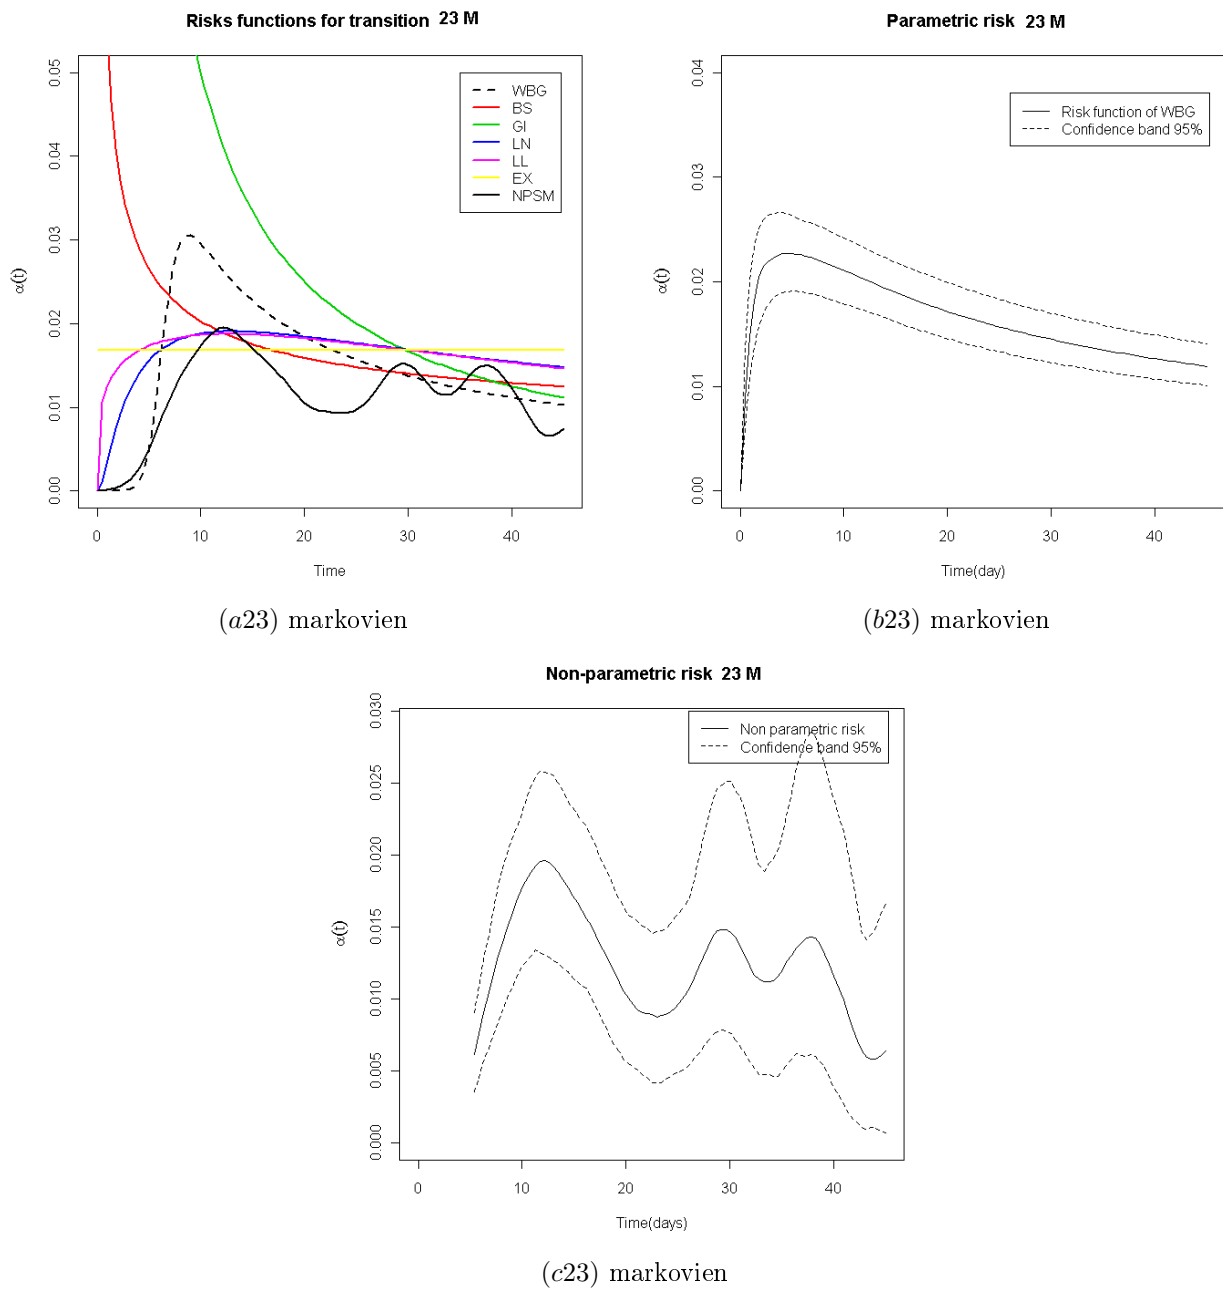 Risks functions for transition 23 M
0.05
0.04
0.03
0.02
0.01
0.00
α(t)
WBG
BS
GI
LN
LL
EX
NPSM
0
10
20
30
40
Time
(a23) markovien
Parametric risk 23 M
0.04
0.03
0.02
0.01
0.00
α(t)
Risk function of WBG
Confidence band 95%
0
10
20
30
40
Time(day)
(b23) markovien
Non-parametric risk 23 M
0.030
0.025
0.020
0.015
0.010
0.005
0.000
α(t)
Non parametric risk
Confidence band 95%
0
10
20
30
40
Time(days)
(c23) markovien